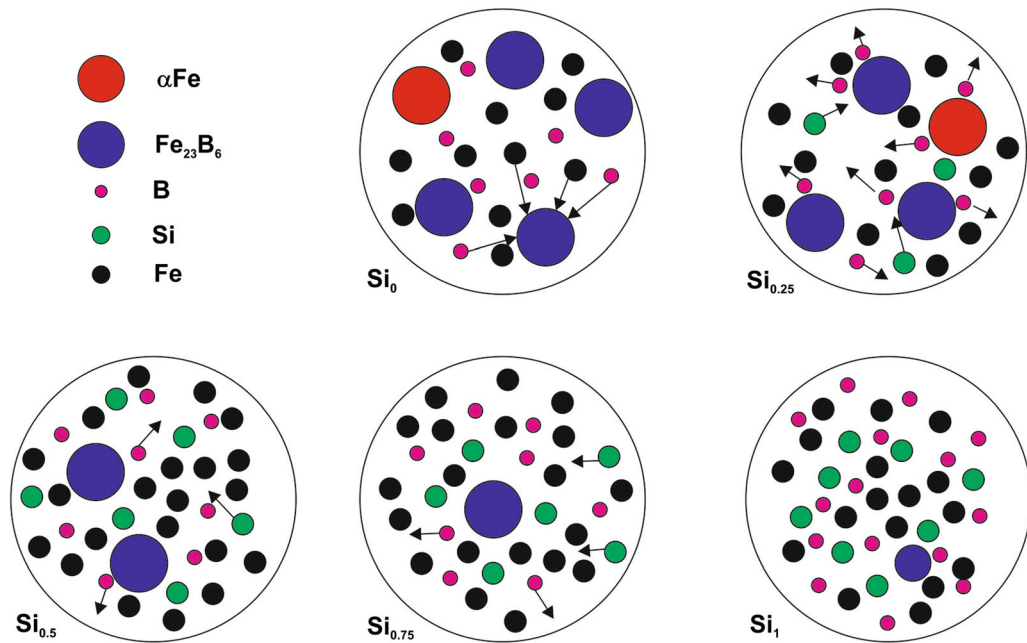 αFe
Fe₂₃B₆
B
Si
Fe
Si₀
Si₀.₂₅
Si₀.₅
Si₀.₇₅
Si₁